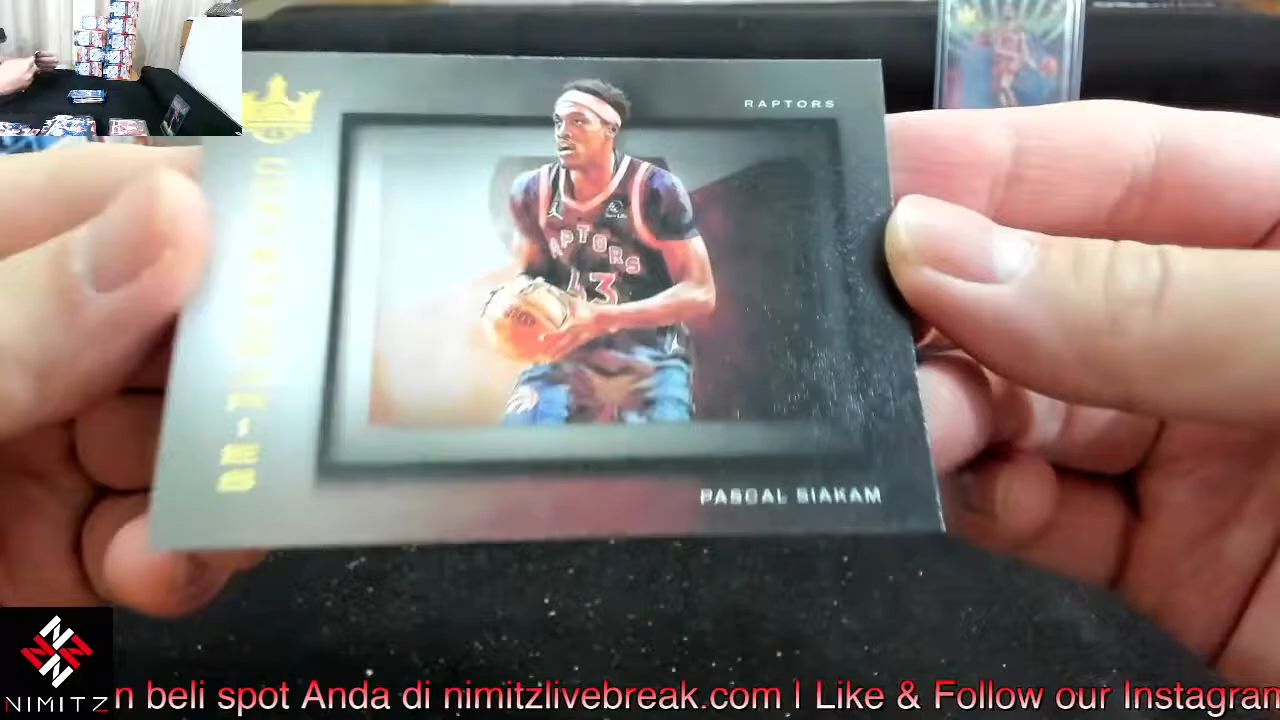 RAPTORS
RAPTORS
43
PASCAL SIAKAM
NIMITZ
n beli spot Anda di nimitzlivebreak.com | Like & Follow our Instagram